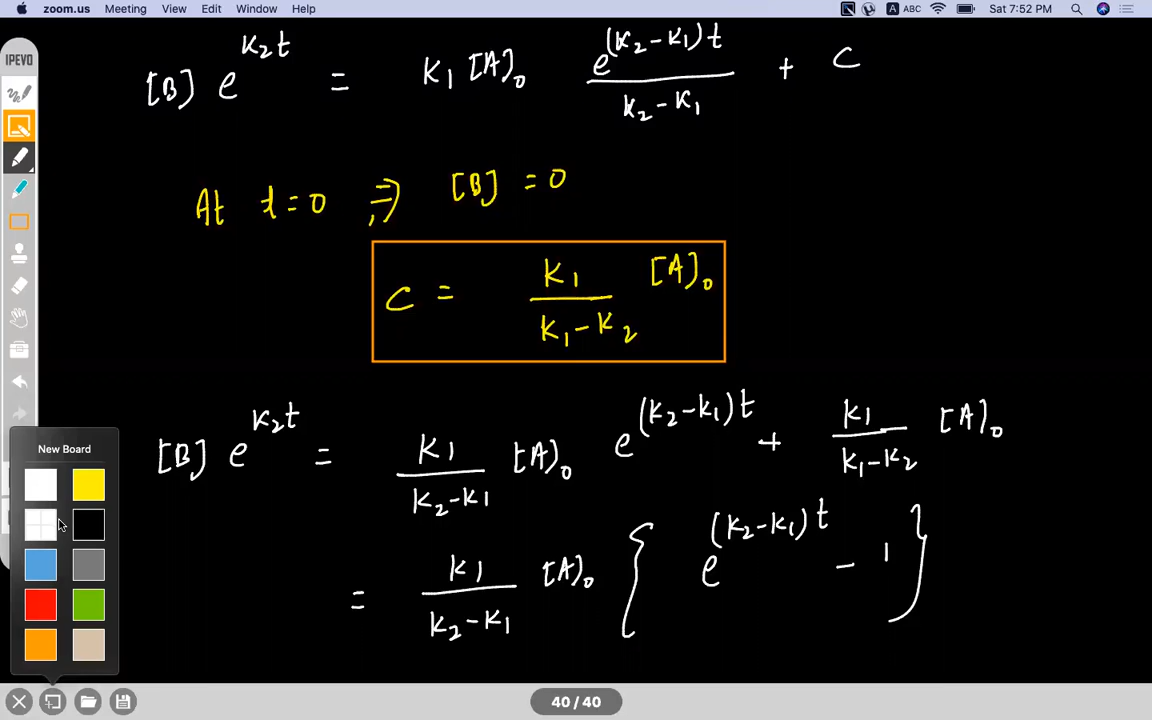 zoom.us Meeting View Edit Window Help ABC Sat 7:52 PM
IPEVO
[B] e^{K₂t} = K₁ [A]₀ e^{(K₂-K₁)t} / K₂-K₁ + C
At t=0 ⇒ [B] = 0
C = K₁ / K₁-K₂ [A]₀
[B] e^{K₂t} = K₁ / K₂-K₁ [A]₀ e^{(K₂-K₁)t} + K₁ / K₁-K₂ [A]₀
= K₁ / K₂-K₁ [A]₀ { e^{(K₂-K₁)t} - 1 }
New Board
40 / 40